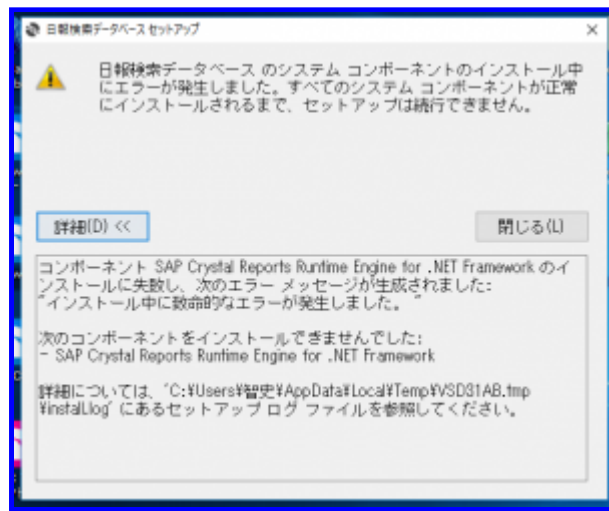 日報検索データベース セットアップ
日報検索データベース のシステム コンポーネントのインストール中
にエラーが発生しました。すべてのシステム コンポーネントが正常
にインストールされるまで、セットアップは続行できません。
詳細(D) <<
閉じる(L)
コンポーネント SAP Crystal Reports Runtime Engine for .NET Framework のイ
ンストールに失敗し、次のエラー メッセージが生成されました:
"インストール中に致命的なエラーが発生しました。 "
次のコンポーネントをインストールできませんでした:
- SAP Crystal Reports Runtime Engine for .NET Framework
詳細については、'C:¥Users¥智史¥AppData¥Local¥Temp¥VSD31AB.tmp
¥install.log' にあるセットアップ ログ ファイルを参照してください。